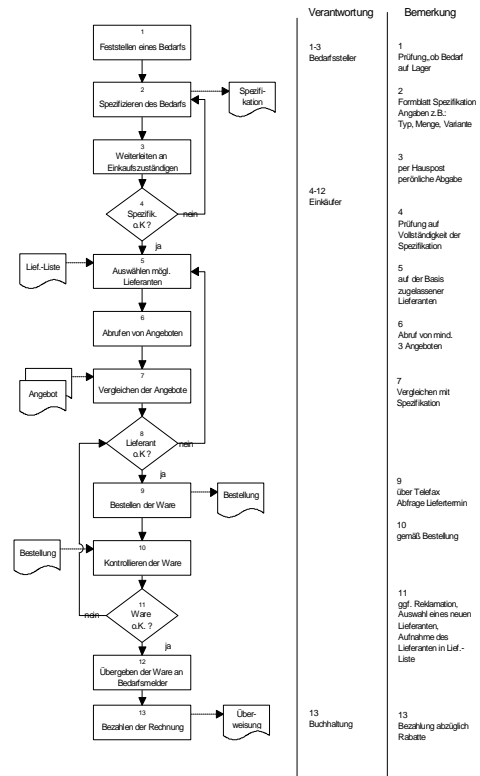 Verantwortung
Bemerkung
1
Feststellen eines Bedarfs
1-3
Bedarfssteller
1
Prüfung„ob Bedarf
auf Lager
2
Spezifizieren des Bedarfs
Spezifi-
kation
2
Formblatt Spezifikation
Angaben z.B.:
Typ, Menge, Variante
3
Weiterleiten an
Einkaufszuständigen
3
per Hauspost
perönliche Abgabe
4-12
Einkäufer
4
Spezifik.
o.K ?
nein
ja
4
Prüfung auf
Vollständigkeit der
Spezifikation
Lief.-Liste
5
Auswählen mögl.
Lieferanten
5
auf der Basis
zugelassener
Lieferanten
6
Abrufen von Angeboten
6
Abruf von mind.
3 Angeboten
Angebot
7
Vergleichen der Angebote
7
Vergleichen mit
Spezifikation
8
Lieferant
o.K ?
nein
ja
9
Bestellen der Ware
Bestellung
9
über Telefax
Abfrage Liefertermin
Bestellung
10
Kontrollieren der Ware
10
gemäß Bestellung
11
Ware
o.K. ?
nein
ja
11
ggf. Reklamation,
Auswahl eines neuen
Lieferanten,
Aufnahme des
Lieferanten in Lief.-
Liste
12
Übergeben der Ware an
Bedarfsmelder
13
Bezahlen der Rechnung
Über-
weisung
13
Buchhaltung
13
Bezahlung abzüglich
Rabatte